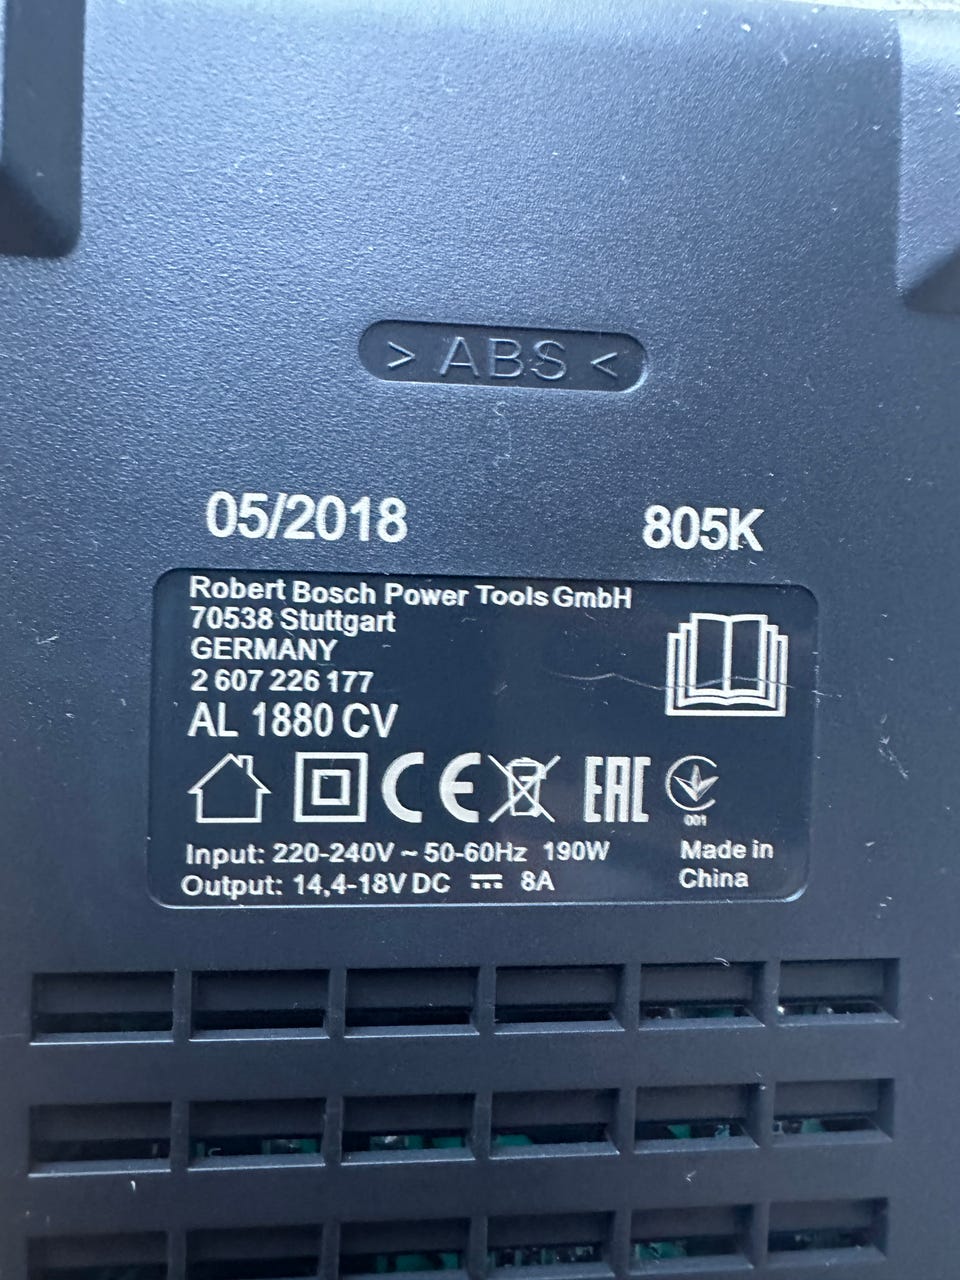 > ABS <
05/2018 805K
Robert Bosch Power Tools GmbH
70538 Stuttgart
GERMANY
2 607 226 177
AL 1880 CV
CE EAC
001
Input: 220-240V ~ 50-60Hz 190W
Output: 14,4-18V DC ⎓ 8A
Made in
China